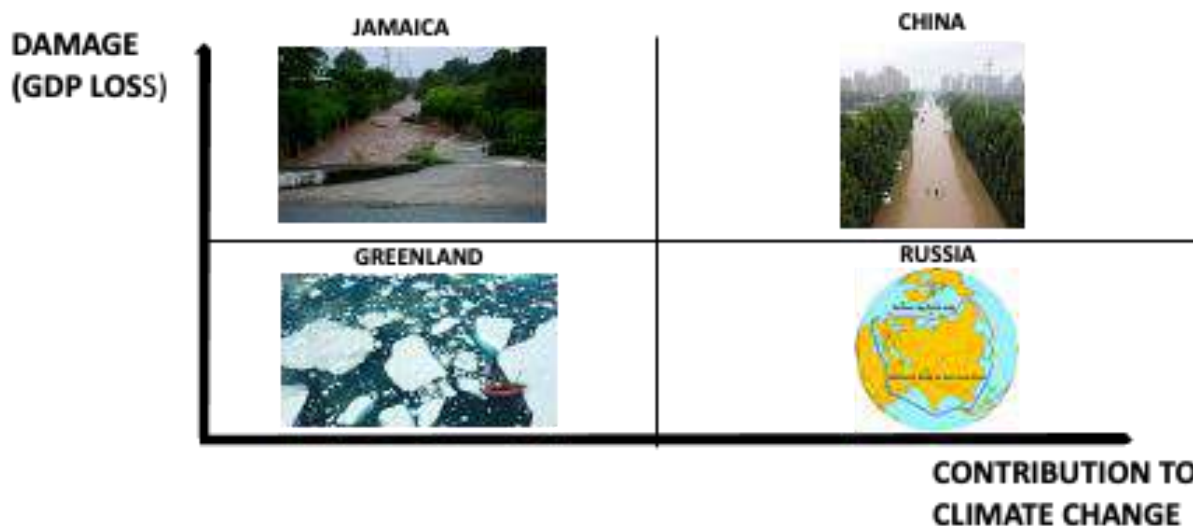 DAMAGE
(GDP LOSS)
JAMAICA
CHINA
GREENLAND
RUSSIA
CONTRIBUTION TO
CLIMATE CHANGE